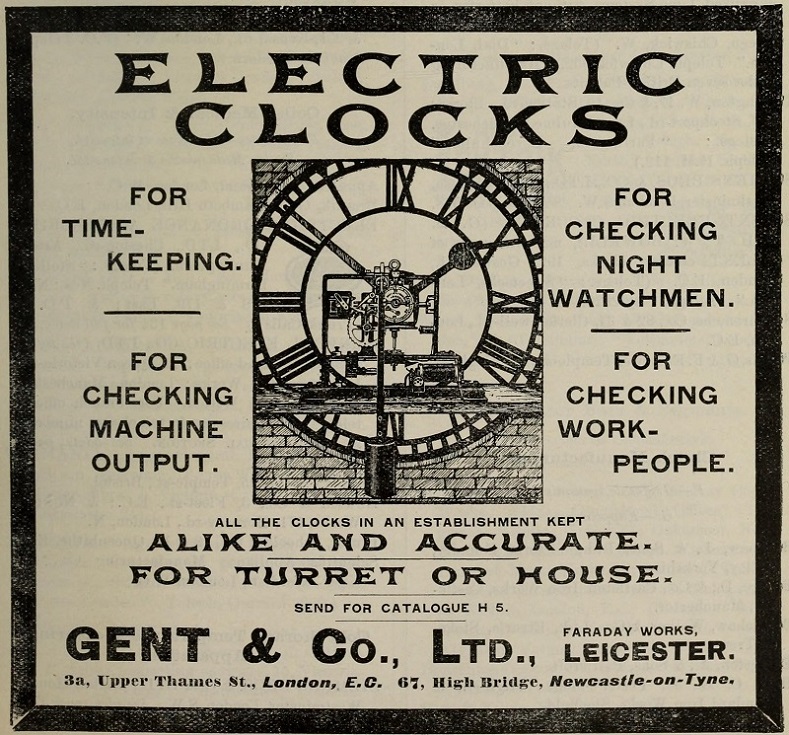 ELECTRIC
CLOCKS
FOR
TIME-
KEEPING.
FOR
CHECKING
MACHINE
OUTPUT.
FOR
CHECKING
NIGHT
WATCHMEN.
FOR
CHECKING
WORK-
PEOPLE.
ALL THE CLOCKS IN AN ESTABLISHMENT KEPT
ALIKE AND ACCURATE.
FOR TURRET OR HOUSE.
SEND FOR CATALOGUE H 5.
GENT & Co., LTD., FARADAY WORKS,
LEICESTER.
3a, Upper Thames St., London, E.C. 67, High Bridge, Newcastle-on-Tyne.